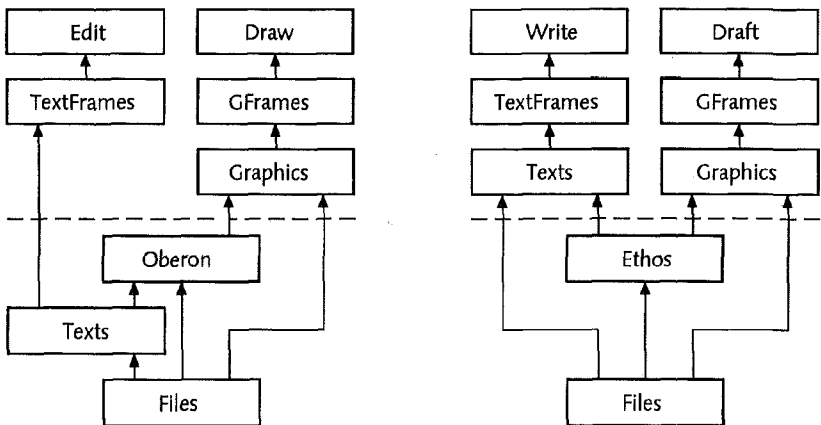 Edit
Draw
TextFrames
GFrames
Graphics
Oberon
Texts
Files
Write
Draft
TextFrames
GFrames
Texts
Graphics
Ethos
Files